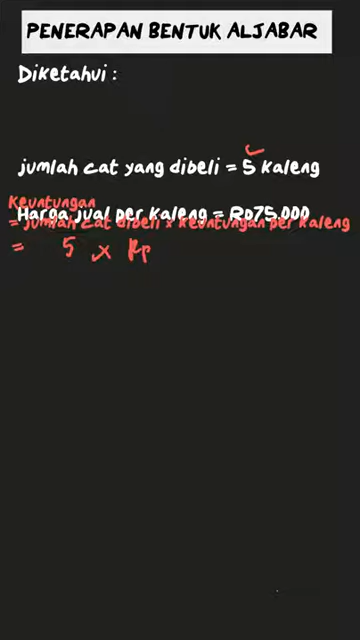 PENERAPAN BENTUK ALJABAR
Diketahui :
jumlah cat yang dibeli = 5 kaleng
Keuntungan
Harga jual per kaleng = Rp75.000
= jumlah cat dibeli x keuntungan per kaleng
= 5 x Rp